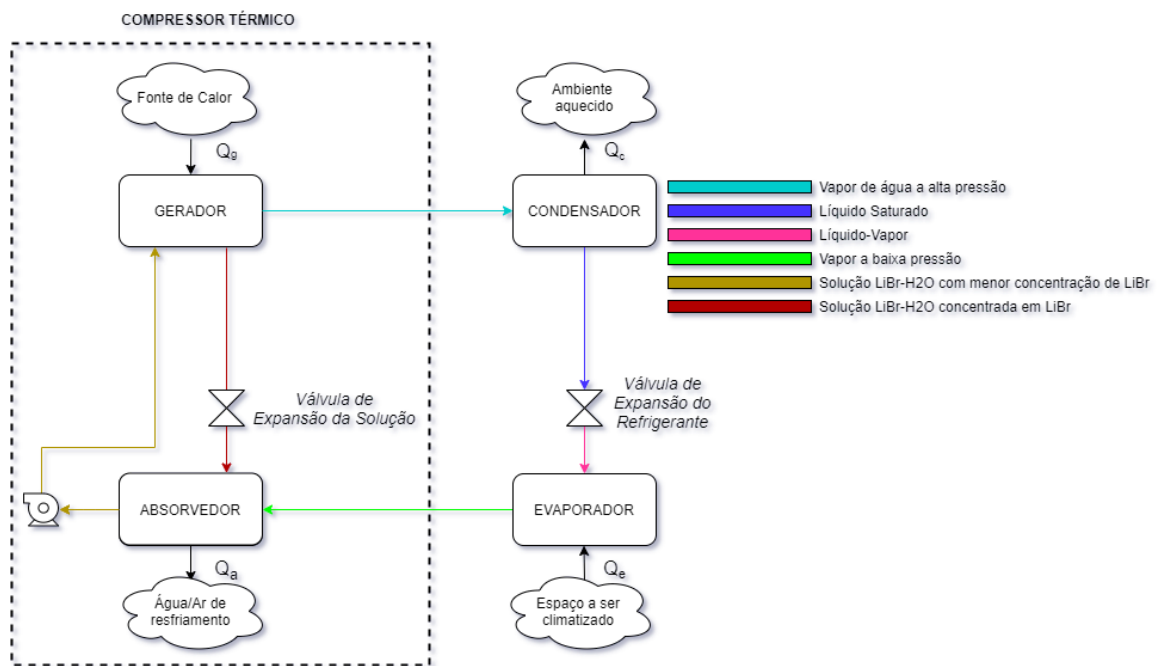 COMPRESSOR TÉRMICO
Fonte de Calor
Ambiente
aquecido
Qg
Qc
GERADOR
CONDENSADOR
Vapor de água a alta pressão
Líquido Saturado
Líquido-Vapor
Vapor a baixa pressão
Solução LiBr-H2O com menor concentração de LiBr
Solução LiBr-H2O concentrada em LiBr
Válvula de
Expansão da Solução
Válvula de
Expansão do
Refrigerante
ABSORVEDOR
EVAPORADOR
Qa
Qe
Água/Ar de
resfriamento
Espaço a ser
climatizado